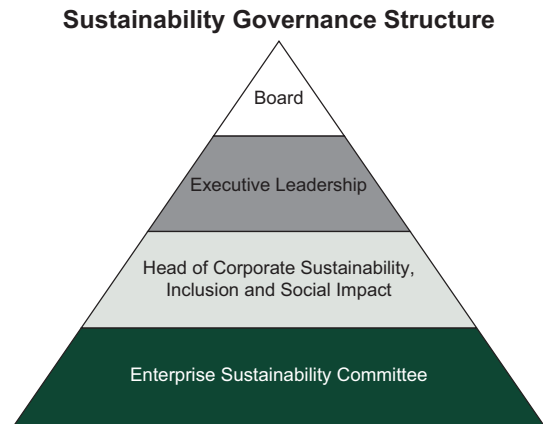 Sustainability Governance Structure
Board
Executive Leadership
Head of Corporate Sustainability,
Inclusion and Social Impact
Enterprise Sustainability Committee